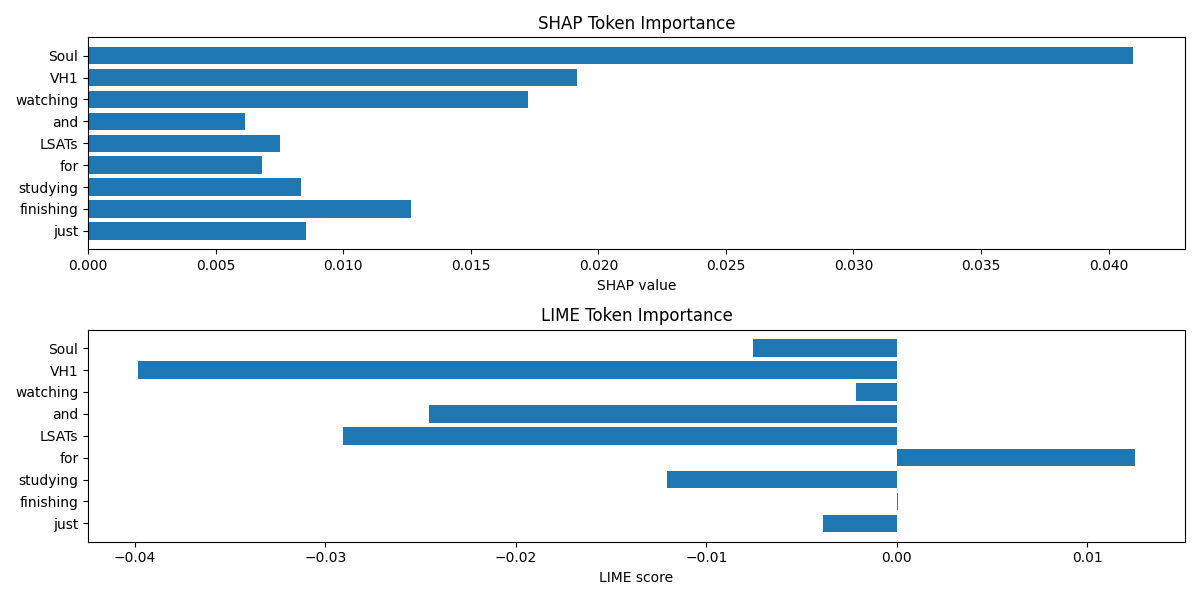 SHAP Token Importance
Soul
VH1
watching
and
LSATs
for
studying
finishing
just
0.000 0.005 0.010 0.015 0.020 0.025 0.030 0.035 0.040
SHAP value
LIME Token Importance
Soul
VH1
watching
and
LSATs
for
studying
finishing
just
−0.04 −0.03 −0.02 −0.01 0.00 0.01
LIME score